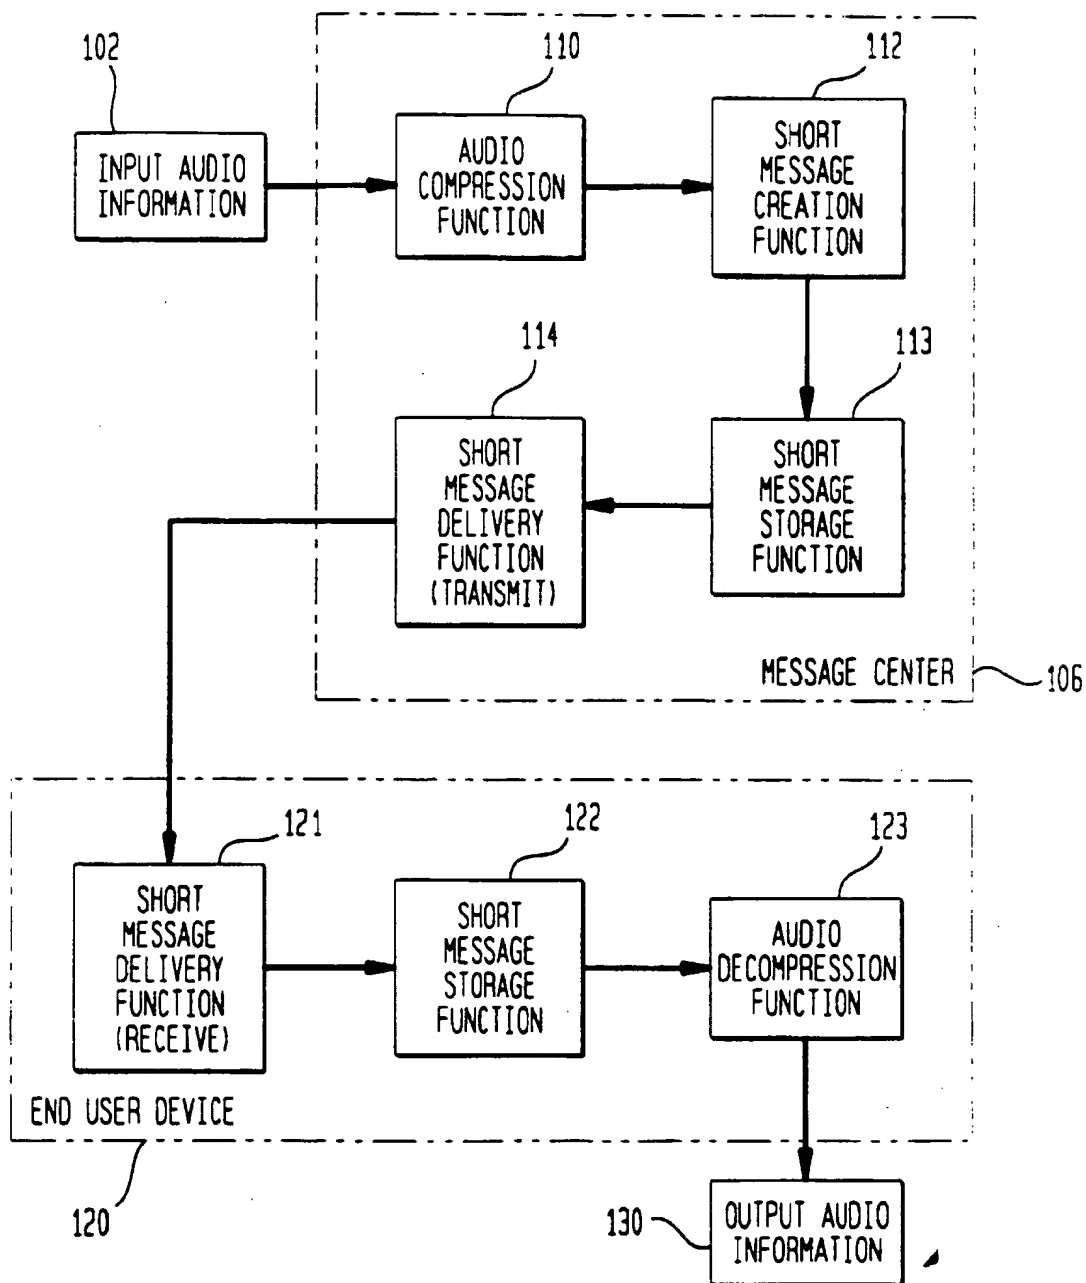 102
INPUT AUDIO
INFORMATION
110
AUDIO
COMPRESSION
FUNCTION
112
SHORT
MESSAGE
CREATION
FUNCTION
113
SHORT
MESSAGE
STORAGE
FUNCTION
114
SHORT
MESSAGE
DELIVERY
FUNCTION
(TRANSMIT)
MESSAGE CENTER
106
121
SHORT
MESSAGE
DELIVERY
FUNCTION
(RECEIVE)
122
SHORT
MESSAGE
STORAGE
FUNCTION
123
AUDIO
DECOMPRESSION
FUNCTION
END USER DEVICE
120
130
OUTPUT AUDIO
INFORMATION